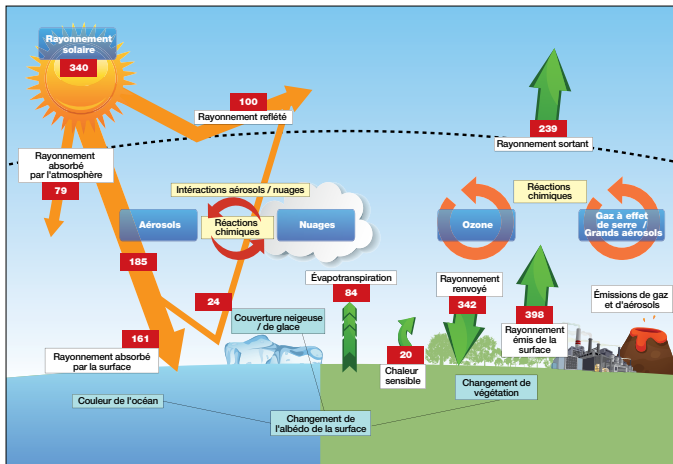 Rayonnement
solaire
340
100
Rayonnement reflété
239
Rayonnement sortant
Rayonnement
absorbé
par l'atmosphère
79
Intéractions aérosols / nuages
Aérosols
Réactions
chimiques
Nuages
Réactions
chimiques
Ozone
Gaz à effet
de serre /
Grands aérosols
185
24
Évapotranspiration
84
Rayonnement
renvoyé
342
398
Rayonnement
émis de la
surface
Émissions de gaz
et d'aérosols
Couverture neigeuse
/ de glace
161
Rayonnement absorbé
par la surface
20
Chaleur
sensible
Changement de
végétation
Couleur de l'océan
Changement de
l'albédo de la surface